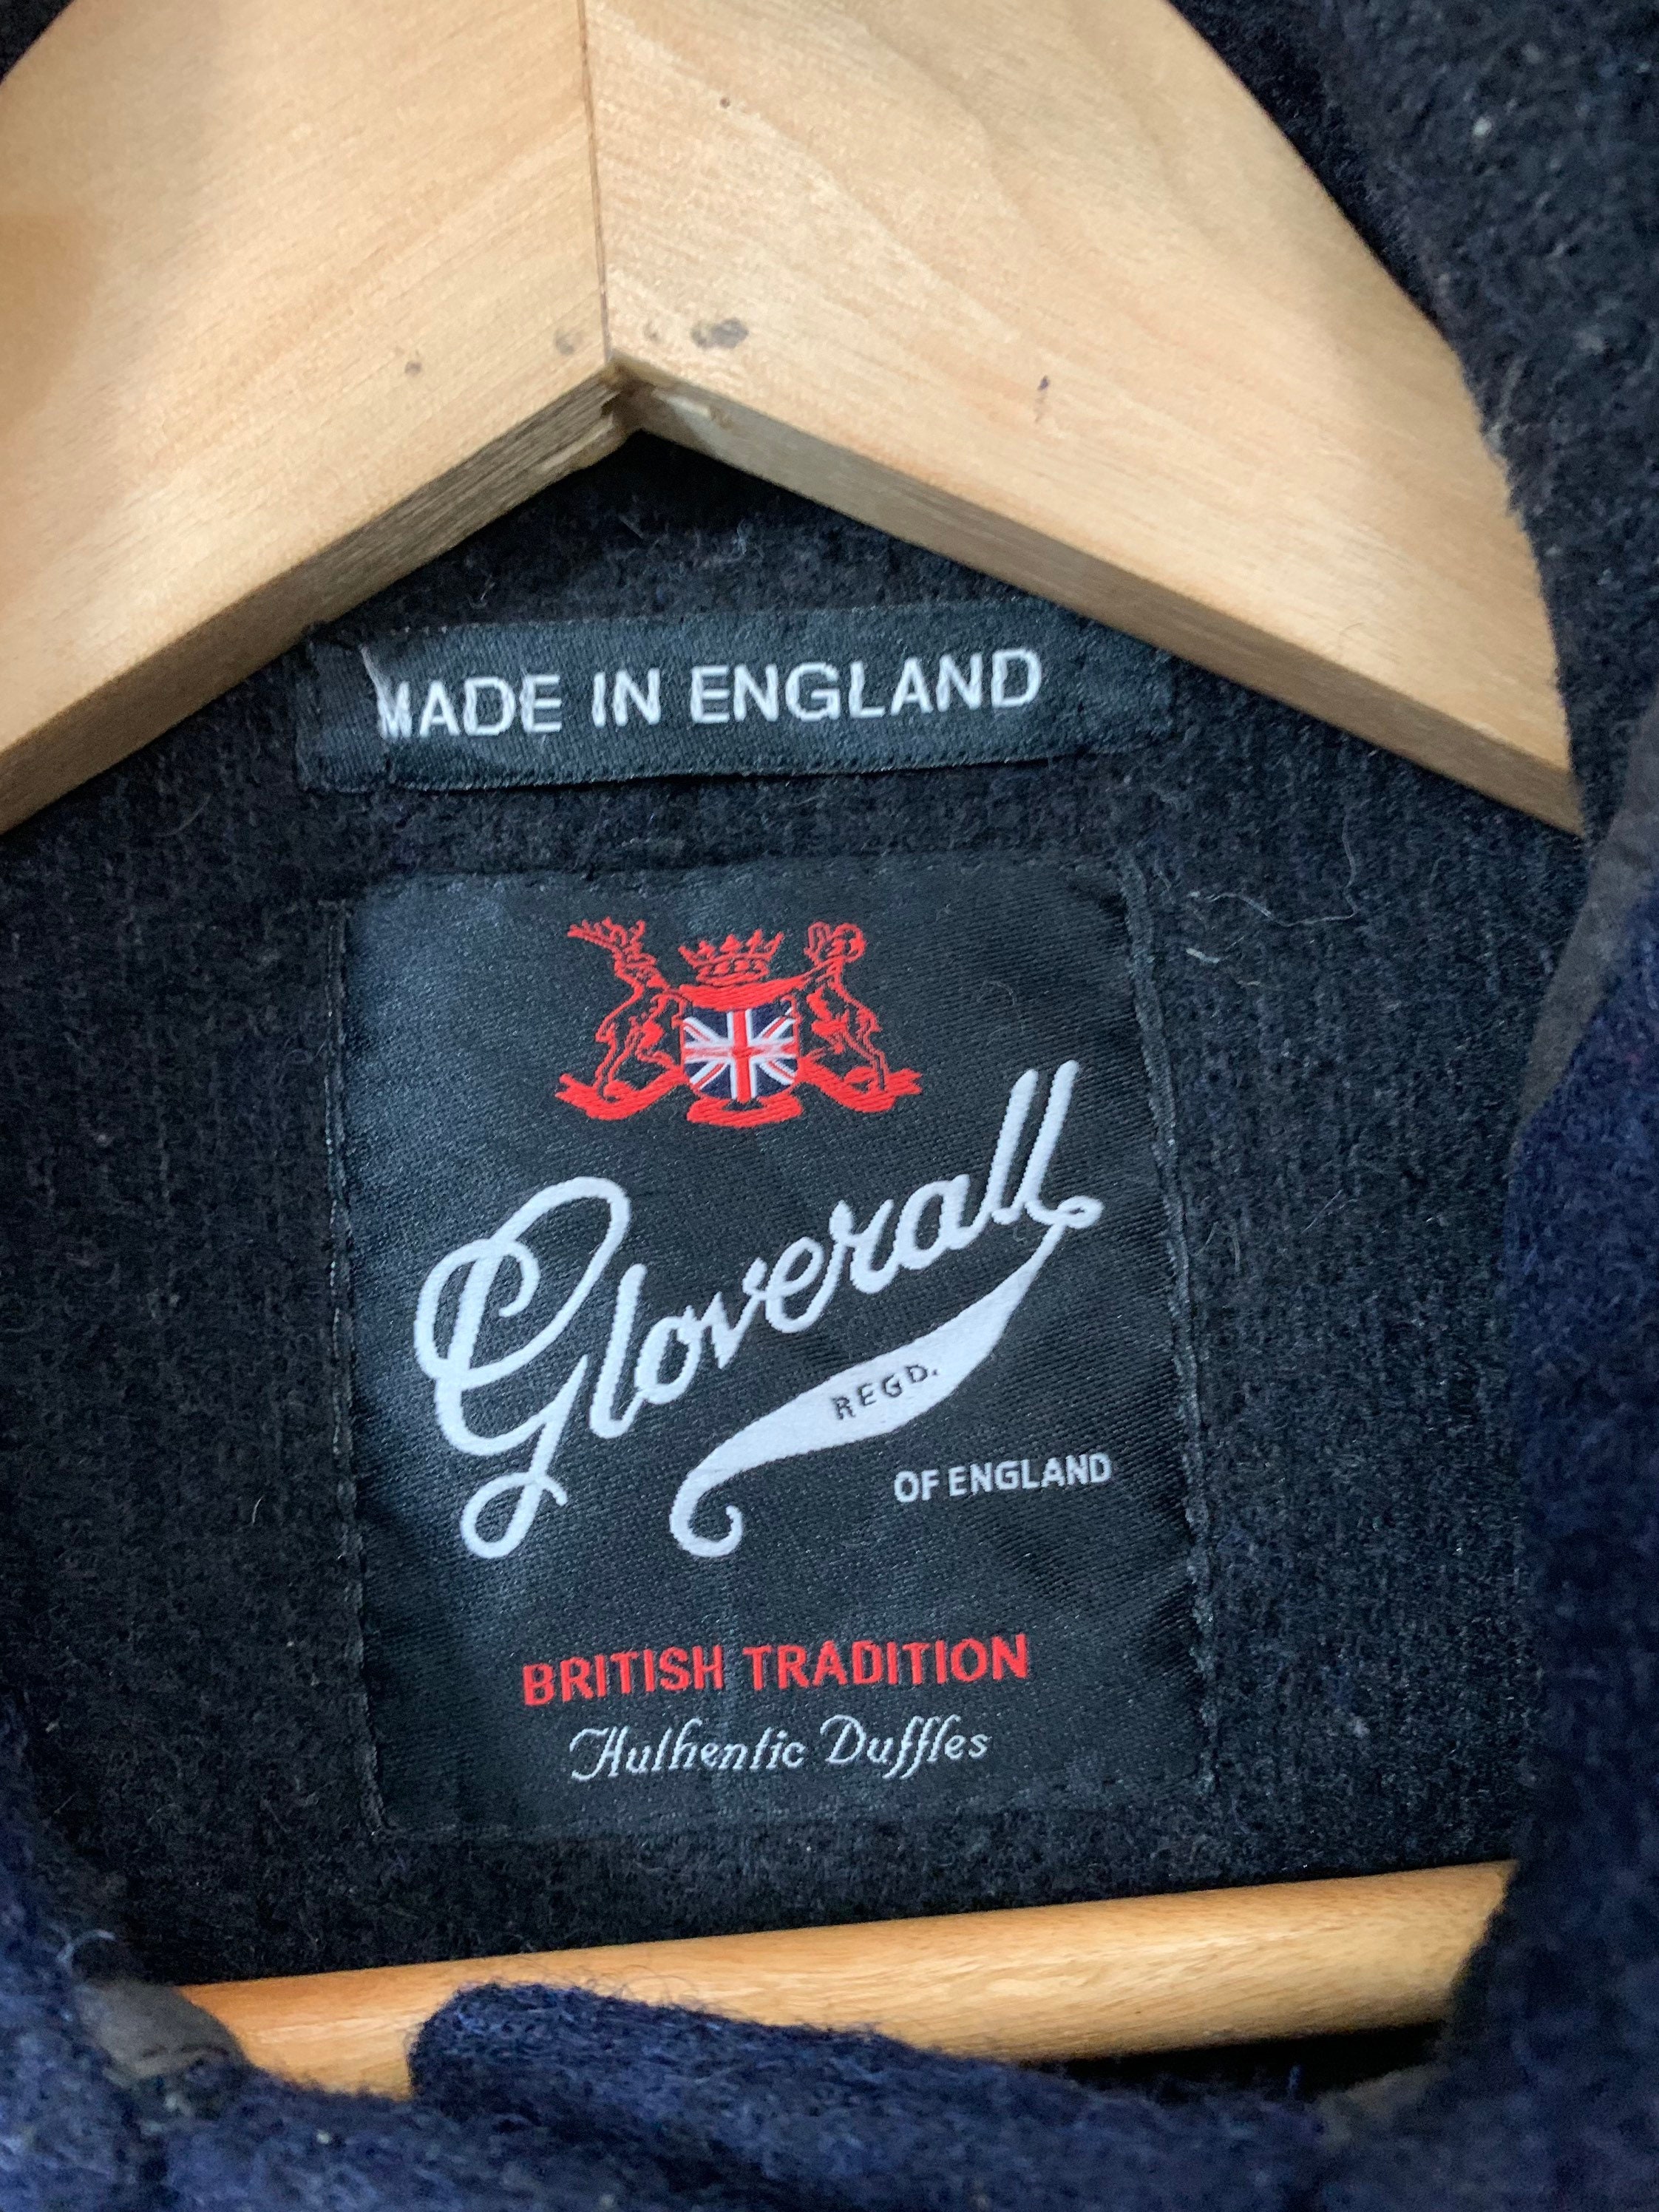 MADE IN ENGLAND
Gloverall
REGD.
OF ENGLAND
BRITISH TRADITION
Authentic Duffles